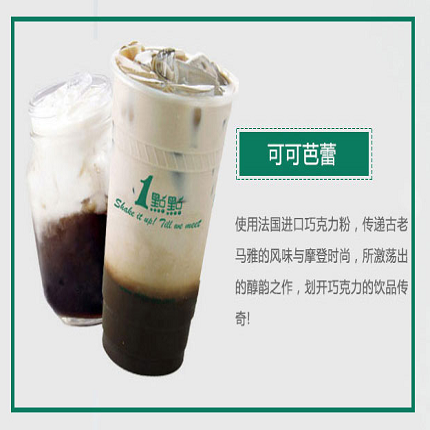 1點點
Shake it up! Till we meet
可可芭蕾
使用法国进口巧克力粉，传递古老
马雅的风味与摩登时尚，所激荡出
的醇韵之作，划开巧克力的饮品传
奇!